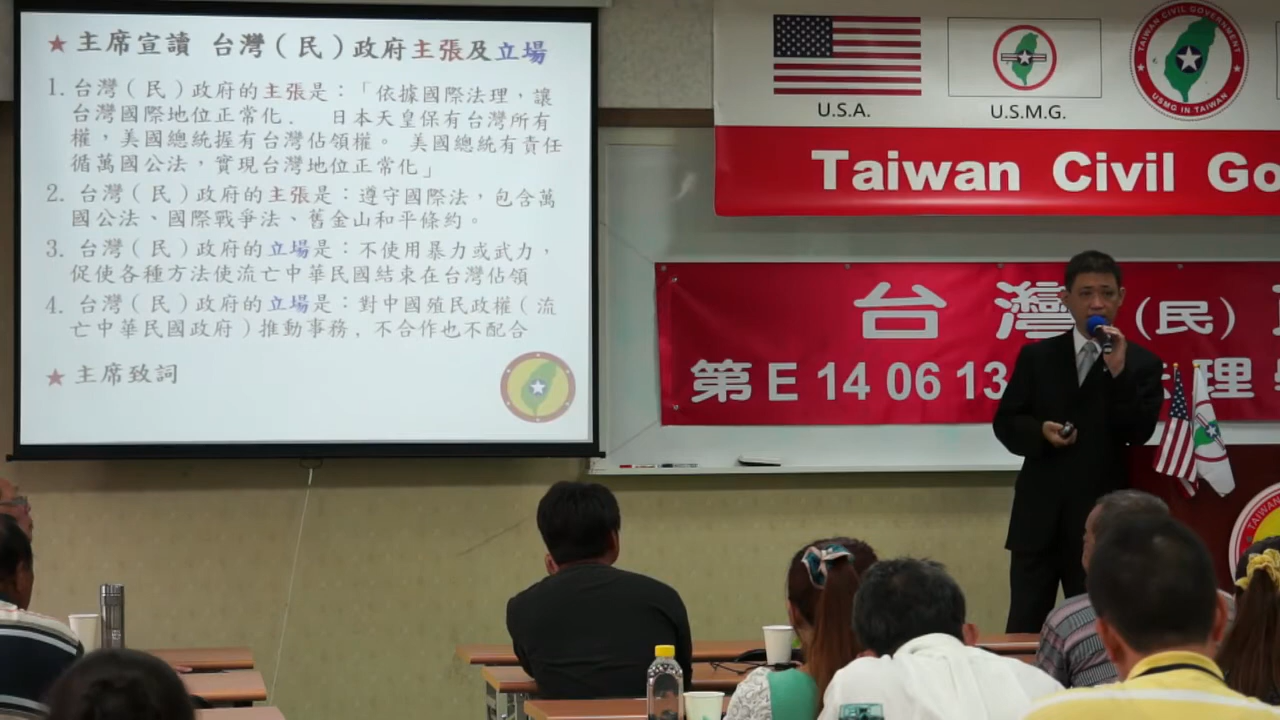 ★ 主席宣讀 台灣(民)政府主張及立場
1. 台灣(民)政府的主張是:「依據國際法理,讓
台灣國際地位正常化. 日本天皇保有台灣所有
權,美國總統握有台灣佔領權。 美國總統有責任
循萬國公法,實現台灣地位正常化」
2. 台灣(民)政府的主張是:遵守國際法,包含萬
國公法、國際戰爭法、舊金山和平條約。
3. 台灣(民)政府的立場是:不使用暴力或武力,
促使各種方法使流亡中華民國結束在台灣佔領
4. 台灣(民)政府的立場是:對中國殖民政權(流
亡中華民國政府)推動事務, 不合作也不配合
★ 主席致詞
U.S.A.
U.S.M.G.
TAIWAN CIVIL GOVERNMENT
USMG IN TAIWAN
Taiwan Civil Go
台灣(民)
第E 14 06 13 法理